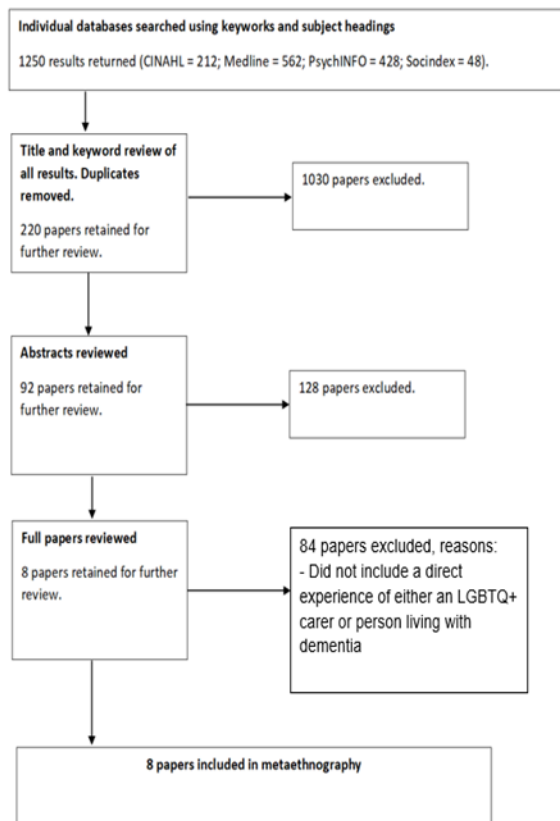 Individual databases searched using keyworks and subject headings
1250 results returned (CINAHL = 212; Medline = 562; PsychINFO = 428; Socindex = 48).
Title and keyword review of
all results. Duplicates
removed.
220 papers retained for
further review.
1030 papers excluded.
Abstracts reviewed
92 papers retained for
further review.
128 papers excluded.
Full papers reviewed
8 papers retained for further
review.
84 papers excluded, reasons:
- Did not include a direct
experience of either an LGBTQ+
carer or person living with
dementia
8 papers included in metaethnography